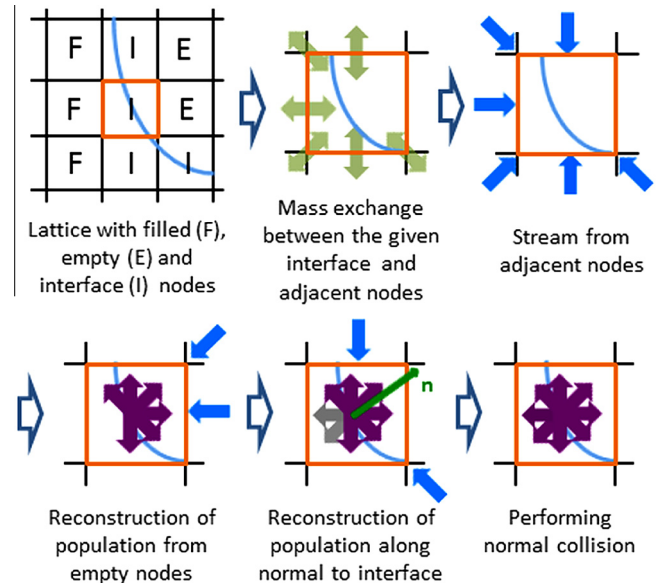 F I E
F I E
F I I
Lattice with filled (F),
empty (E) and
interface (I) nodes
Mass exchange
between the given
interface and
adjacent nodes
Stream from
adjacent nodes
n
Reconstruction of
population from
empty nodes
Reconstruction of
population along
normal to interface
Performing
normal collision